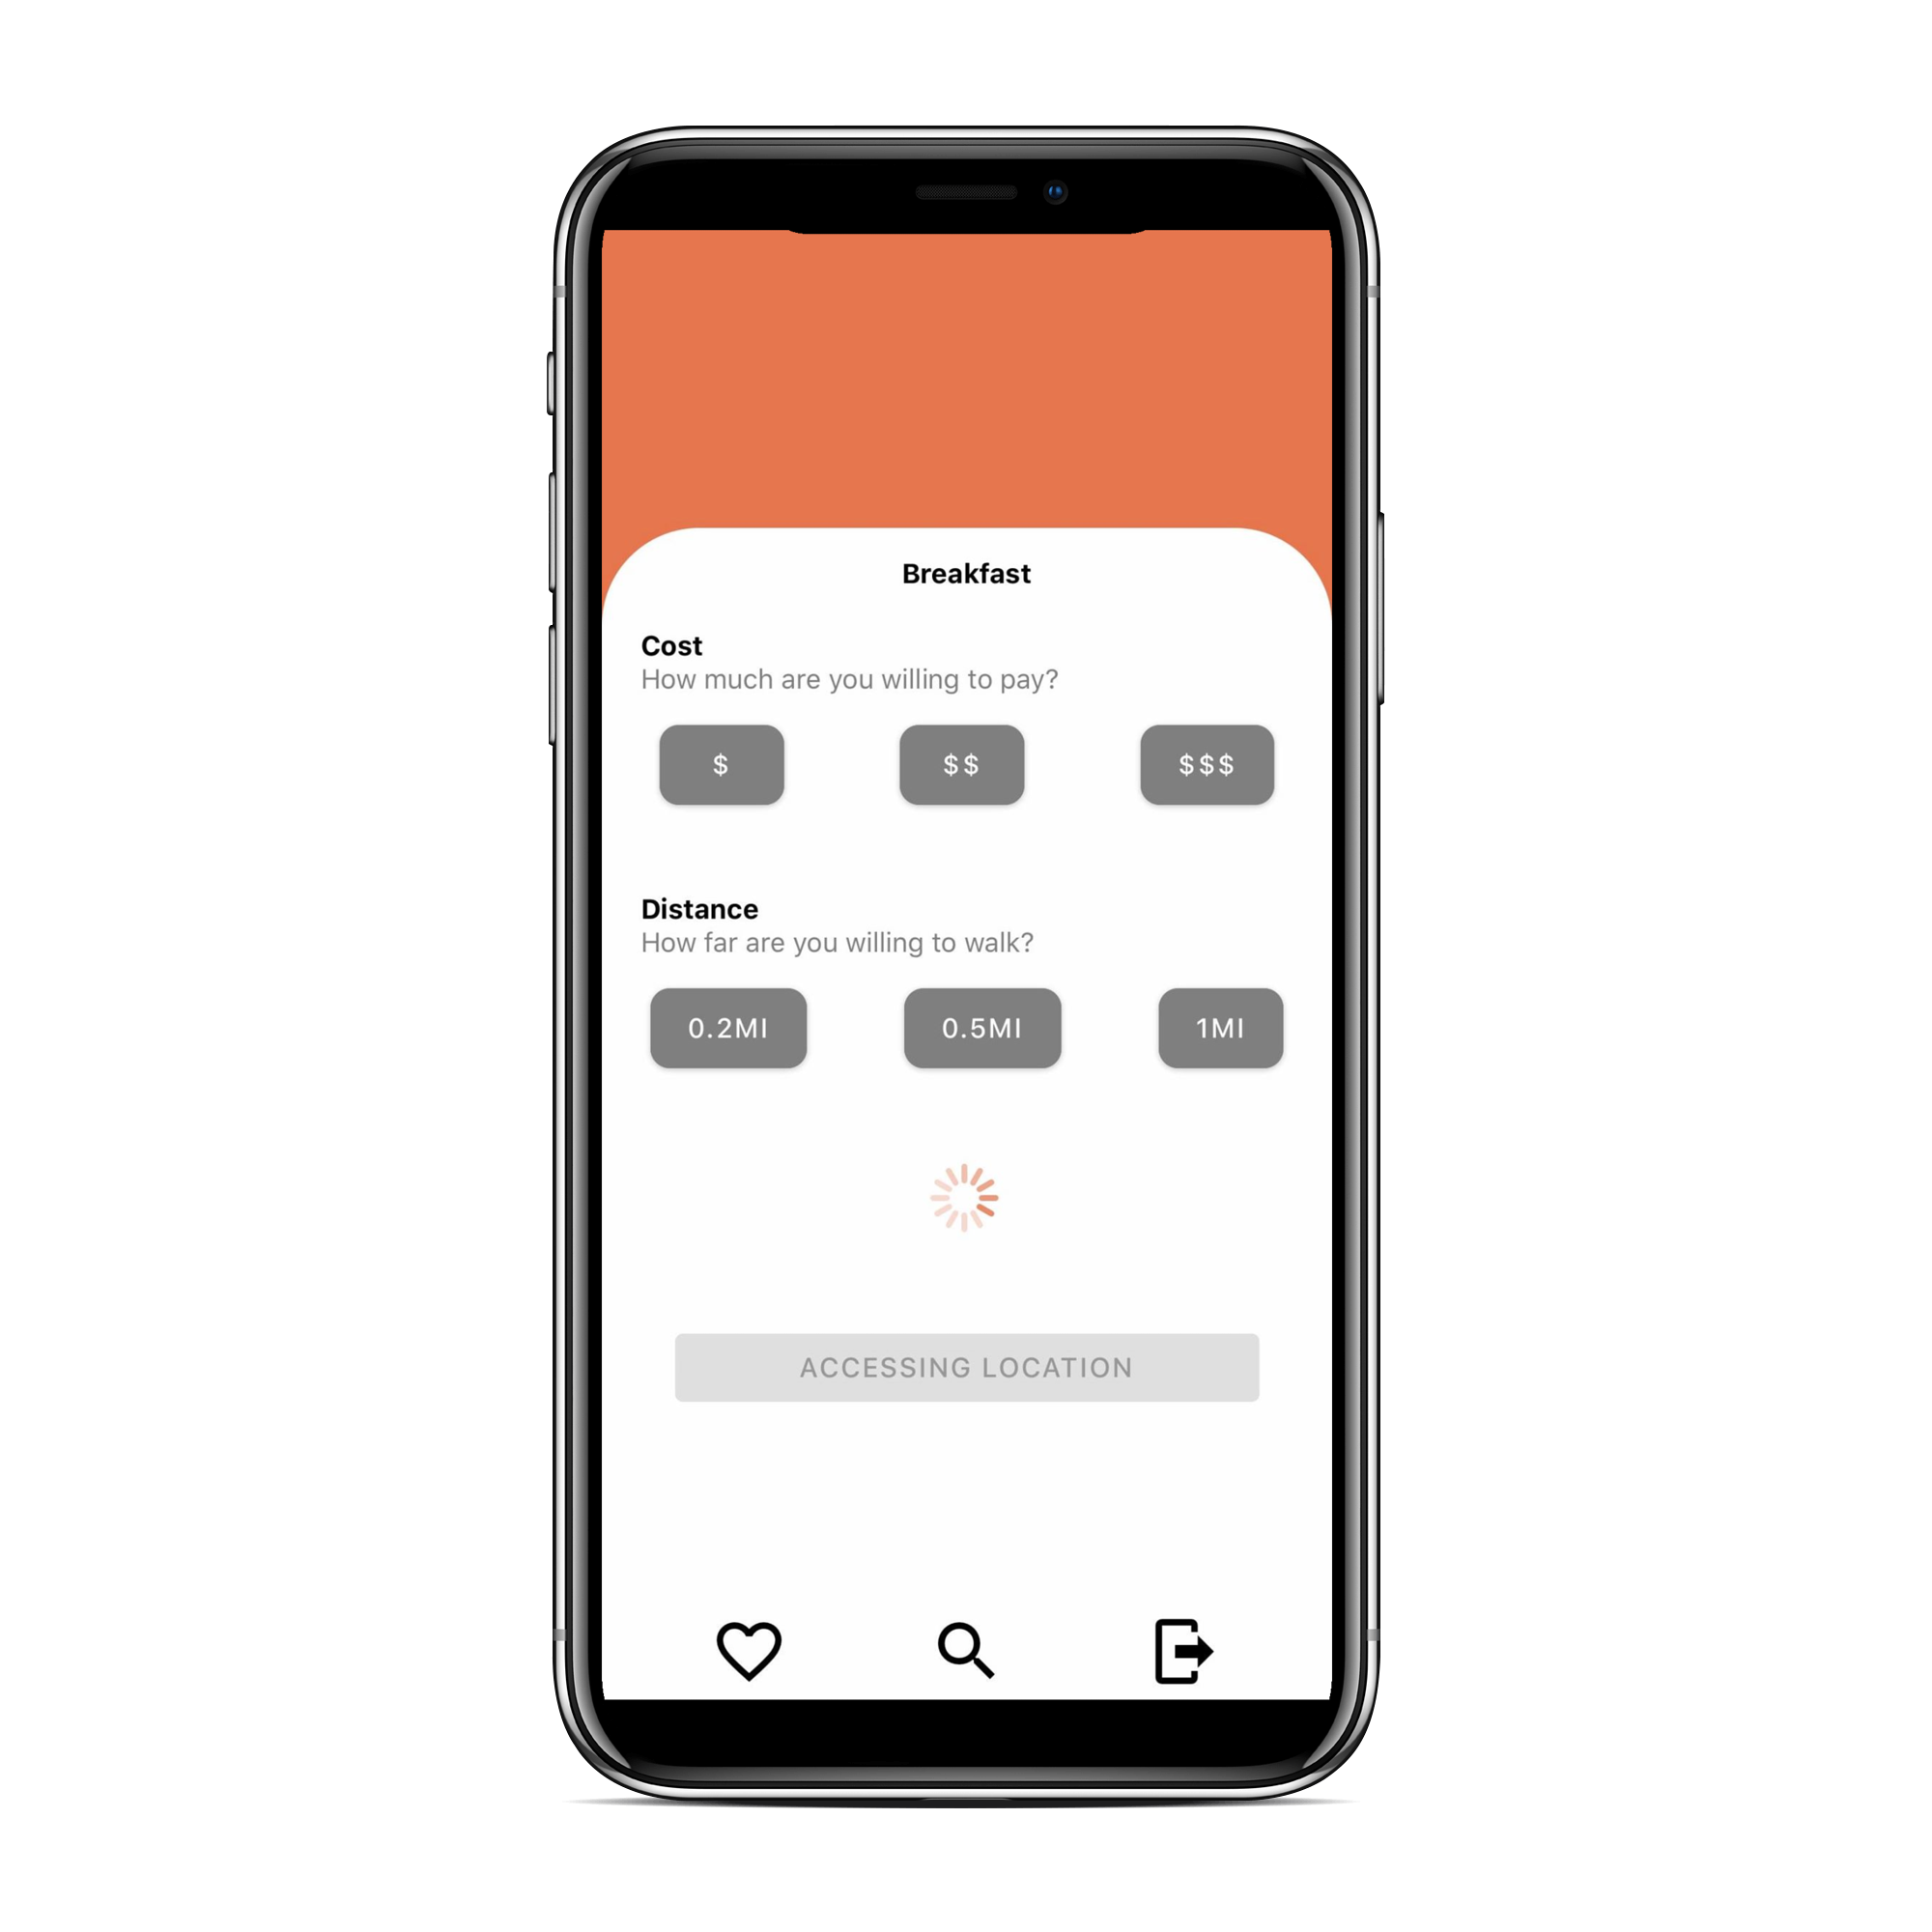 Breakfast
Cost
How much are you willing to pay?
$ $$ $$$
Distance
How far are you willing to walk?
0.2MI 0.5MI 1MI
ACCESSING LOCATION